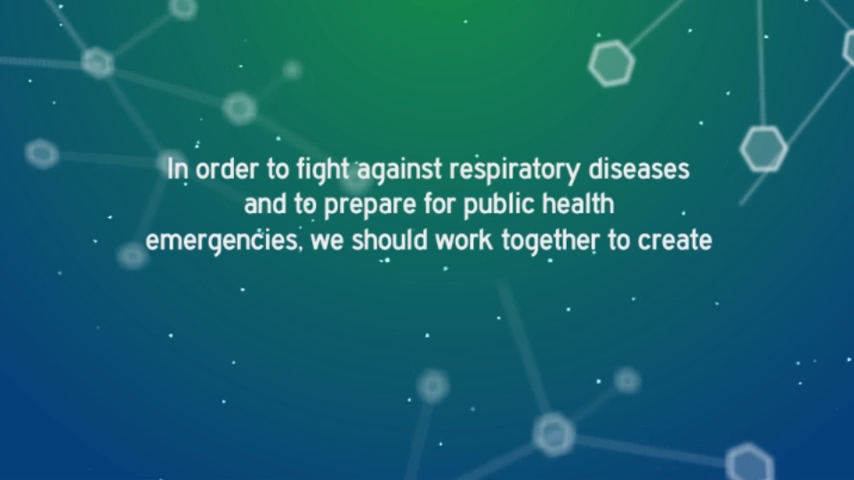 In order to fight against respiratory diseases
and to prepare for public health
emergencies, we should work together to create